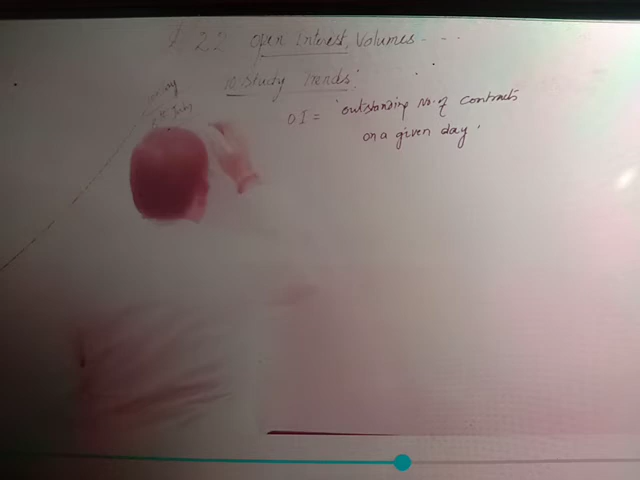 2.2 Open Interest, Volumes - - -
to Study Trends'
OI = 'outstanding No. of contracts
on a given day'